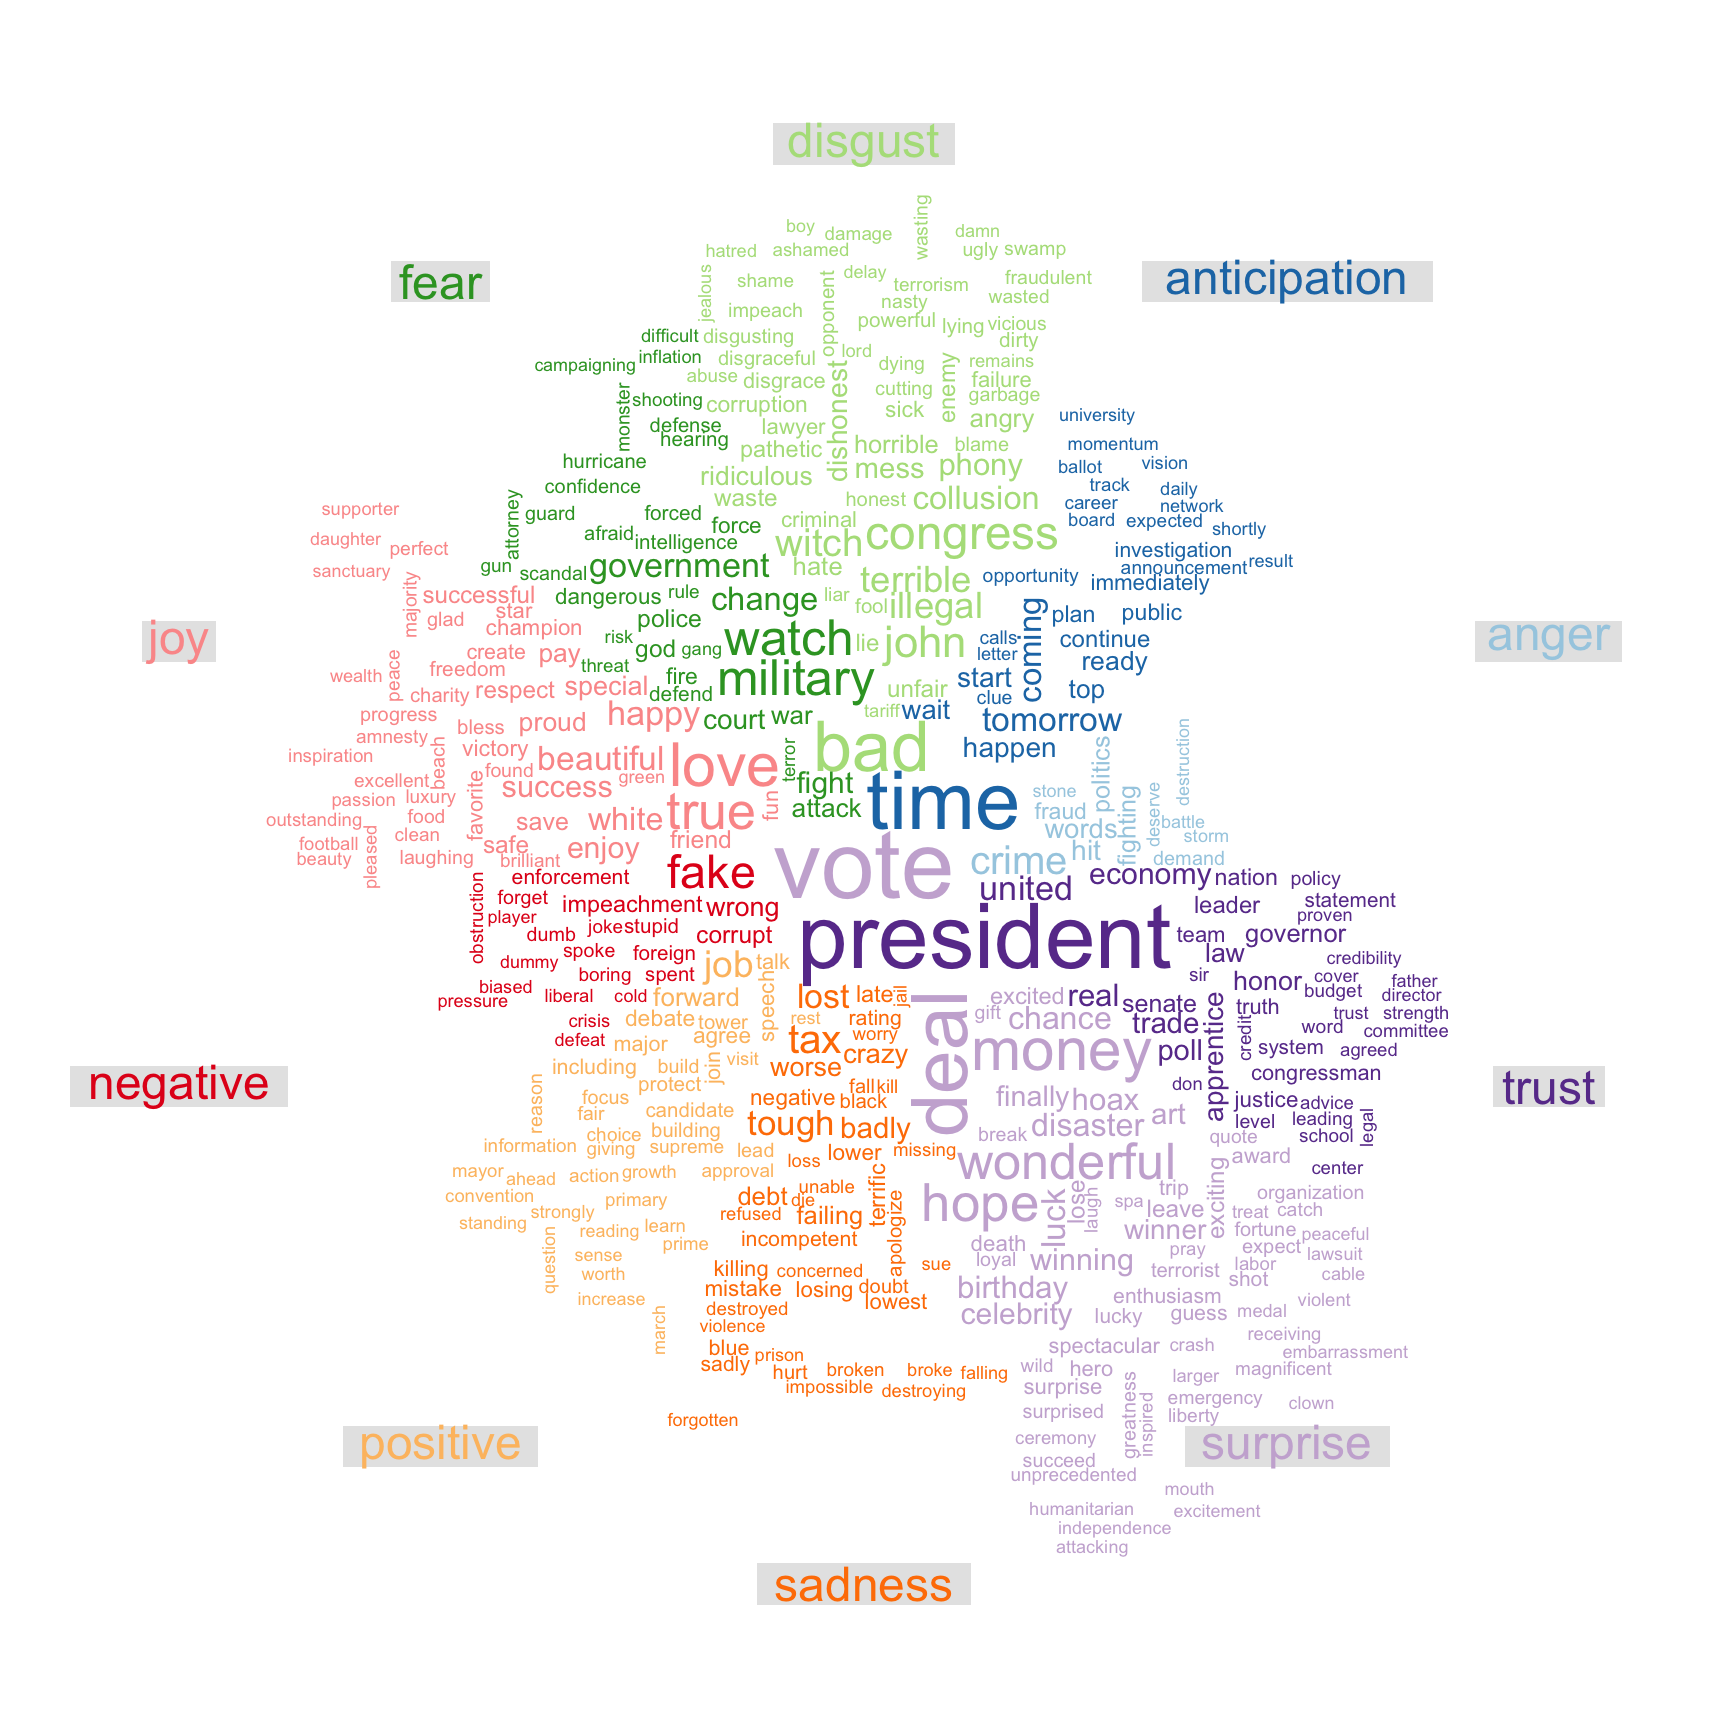 disgust
fear
anticipation
joy
anger
negative
trust
positive
surprise
sadness
boy
damage
wasting
damn
hatred
ashamed
ugly
swamp
jealous
shame
delay
terrorism
fraudulent
opponent
nasty
wasted
impeach
powerful
lying
vicious
disgusting
dirty
disgraceful
lord
dying
remains
abuse
disgrace
dishonest
cutting
enemy
failure
garbage
corruption
sick
angry
lawyer
pathetic
horrible
blame
ridiculous
mess
phony
waste
honest
collusion
criminal
witch
congress
hate
terrible
liar
fool
illegal
lie
john
unfair
tariff
bad
difficult
inflation
campaigning
monster
shooting
defense
hearing
hurricane
confidence
attorney
guard
forced
force
afraid
intelligence
gun
scandal
government
dangerous
rule
change
police
risk
god
gang
watch
threat
fire
defend
military
court
war
terror
fight
attack
university
momentum
ballot
vision
track
daily
career
network
board
expected
shortly
investigation
announcement
result
opportunity
immediately
coming
plan
public
calls
letter
continue
ready
start
clue
top
wait
tomorrow
happen
time
supporter
daughter
perfect
sanctuary
majority
successful
glad
star
champion
create
pay
peace
freedom
wealth
charity
respect
special
progress
bless
proud
happy
amnesty
beach
victory
inspiration
found
beautiful
love
excellent
favorite
success
green
passion
luxury
fun
outstanding
food
save
white
true
football
clean
safe
friend
beauty
pleased
laughing
brilliant
enjoy
destruction
politics
stone
fraud
words
fighting
deserve
battle
storm
crime
hit
demand
fake
enforcement
obstruction
forget
impeachment
wrong
player
joke
stupid
dumb
corrupt
spoke
foreign
dummy
boring
spent
biased
pressure
liberal
cold
crisis
defeat
vote
united
economy
nation
policy
leader
statement
proven
president
team
governor
law
credibility
sir
honor
cover
father
budget
director
real
senate
apprentice
truth
trust
strength
trade
credit
word
committee
poll
system
agreed
don
congressman
justice
advice
level
leading
legal
school
center
job
talk
forward
speech
debate
tower
agree
rest
major
join
visit
including
build
protect
reason
focus
candidate
fair
choice
building
information
giving
supreme
lead
mayor
ahead
action
growth
approval
convention
strongly
primary
standing
reading
learn
question
prime
sense
worth
increase
march
lost
late
jail
rating
tax
worry
crazy
worse
fall
kill
negative
black
tough
badly
lower
missing
loss
terrific
unable
debt
die
refused
failing
apologize
incompetent
killing
concerned
sue
mistake
losing
doubt
destroyed
lowest
violence
blue
prison
sadly
hurt
broken
broke
falling
impossible
destroying
forgotten
deal
excited
gift
chance
money
finally
hoax
art
break
disaster
quote
award
wonderful
hope
luck
lose
laugh
spa
trip
exciting
organization
leave
treat
catch
winner
fortune
peaceful
death
loyal
winning
pray
expect
lawsuit
terrorist
labor
shot
cable
birthday
enthusiasm
violent
celebrity
lucky
guess
medal
receiving
spectacular
crash
embarrassment
wild
hero
magnificent
surprise
greatness
larger
emergency
clown
surprised
inspired
liberty
ceremony
succeed
unprecedented
mouth
humanitarian
excitement
independence
attacking